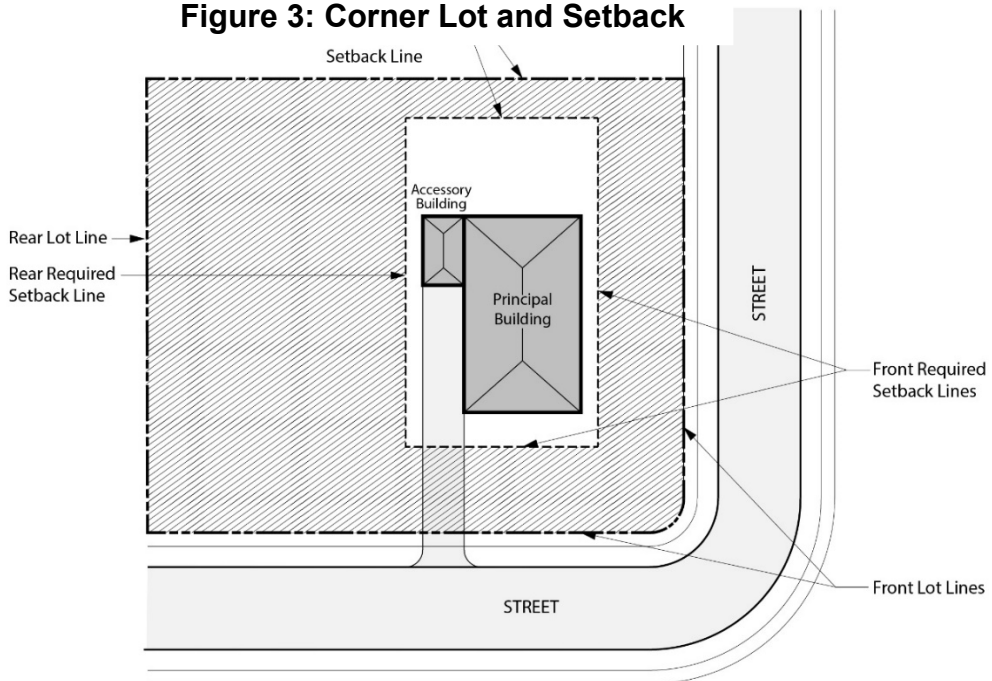 Figure 3: Corner Lot and Setback
Setback Line
Accessory
Building
Rear Lot Line
Rear Required
Setback Line
Principal
Building
STREET
Front Required
Setback Lines
Front Lot Lines
STREET